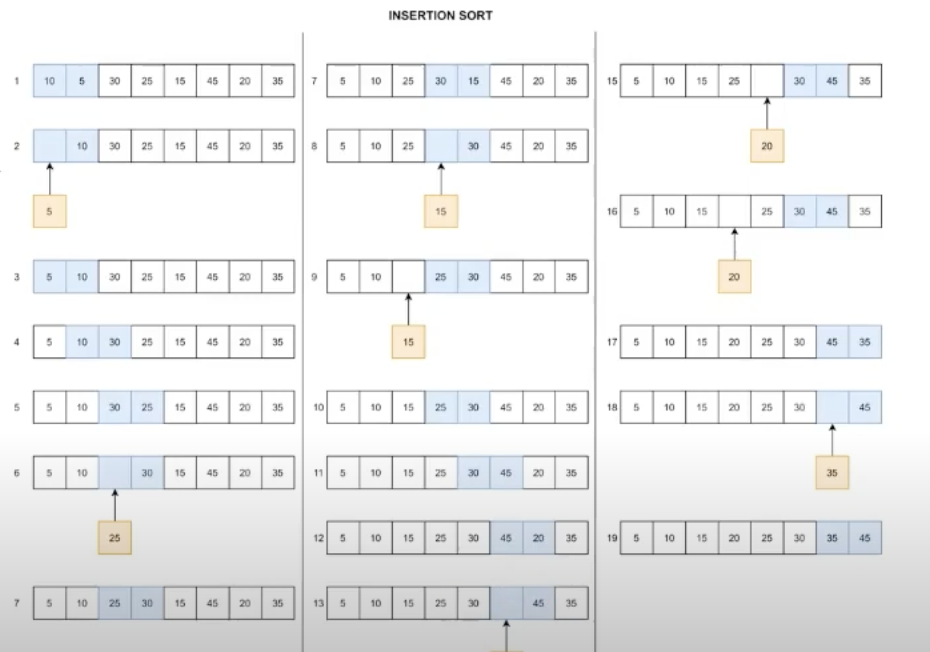 INSERTION SORT
1 10 5 30 25 15 45 20 35
2 10 30 25 15 45 20 35
5
3 5 10 30 25 15 45 20 35
4 5 10 30 25 15 45 20 35
5 5 10 30 25 15 45 20 35
6 5 10 30 15 45 20 35
25
7 5 10 25 30 15 45 20 35
7 5 10 25 30 15 45 20 35
8 5 10 25 30 45 20 35
15
9 5 10 25 30 45 20 35
15
10 5 10 15 25 30 45 20 35
11 5 10 15 25 30 45 20 35
12 5 10 15 25 30 45 20 35
13 5 10 15 25 30 45 35
15 5 10 15 25 30 45 35
20
16 5 10 15 25 30 45 35
20
17 5 10 15 20 25 30 45 35
18 5 10 15 20 25 30 45
35
19 5 10 15 20 25 30 35 45